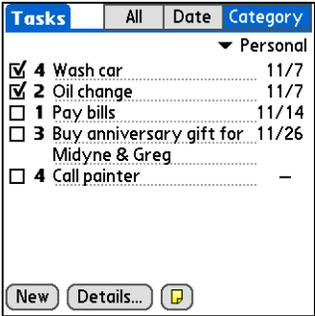 Tasks All Date Category
Personal
4 Wash car 11/7
2 Oil change 11/7
1 Pay bills 11/14
3 Buy anniversary gift for 11/26
Midyne & Greg
4 Call painter –
New Details...